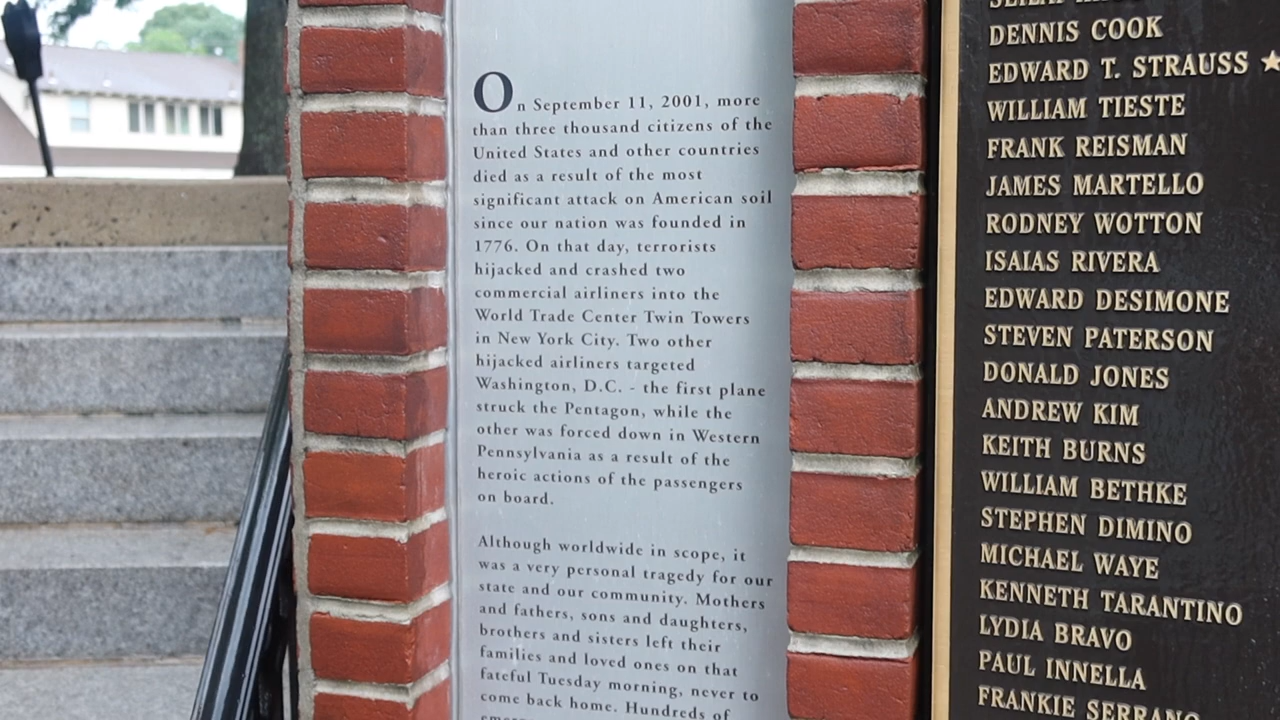 On September 11, 2001, more
than three thousand citizens of the
United States and other countries
died as a result of the most
significant attack on American soil
since our nation was founded in
1776. On that day, terrorists
hijacked and crashed two
commercial airliners into the
World Trade Center Twin Towers
in New York City. Two other
hijacked airliners targeted
Washington, D.C. - the first plane
struck the Pentagon, while the
other was forced down in Western
Pennsylvania as a result of the
heroic actions of the passengers
on board.
Although worldwide in scope, it
was a very personal tragedy for our
state and our community. Mothers
and fathers, sons and daughters,
brothers and sisters left their
families and loved ones on that
fateful Tuesday morning, never to
come back home. Hundreds of
DENNIS COOK
EDWARD T. STRAUSS ★
WILLIAM TIESTE
FRANK REISMAN
JAMES MARTELLO
RODNEY WOTTON
ISAIAS RIVERA
EDWARD DESIMONE
STEVEN PATERSON
DONALD JONES
ANDREW KIM
KEITH BURNS
WILLIAM BETHKE
STEPHEN DIMINO
MICHAEL WAYE
KENNETH TARANTINO
LYDIA BRAVO
PAUL INNELLA
FRANKIE SERRANO